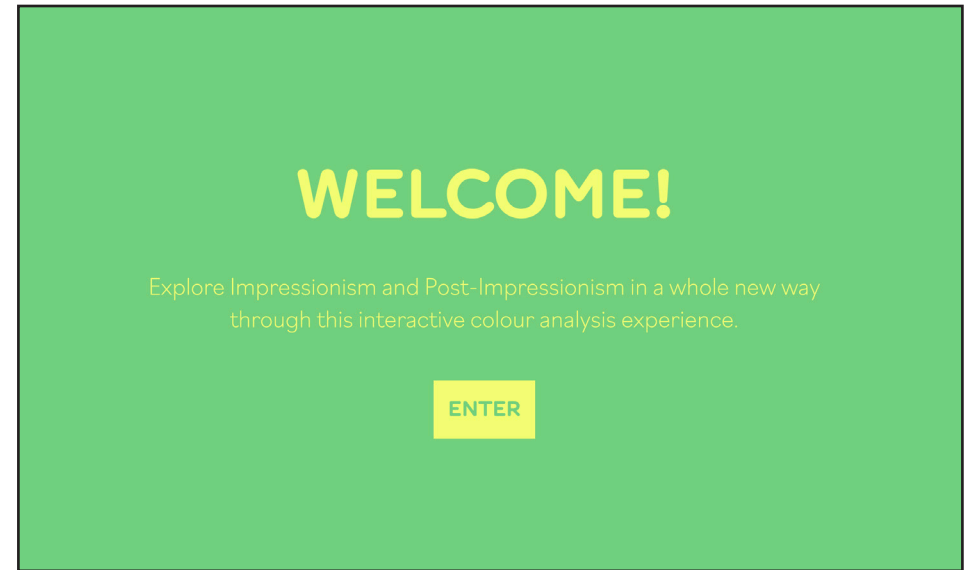 WELCOME!
Explore Impressionism and Post-Impressionism in a whole new way
through this interactive colour analysis experience.
ENTER